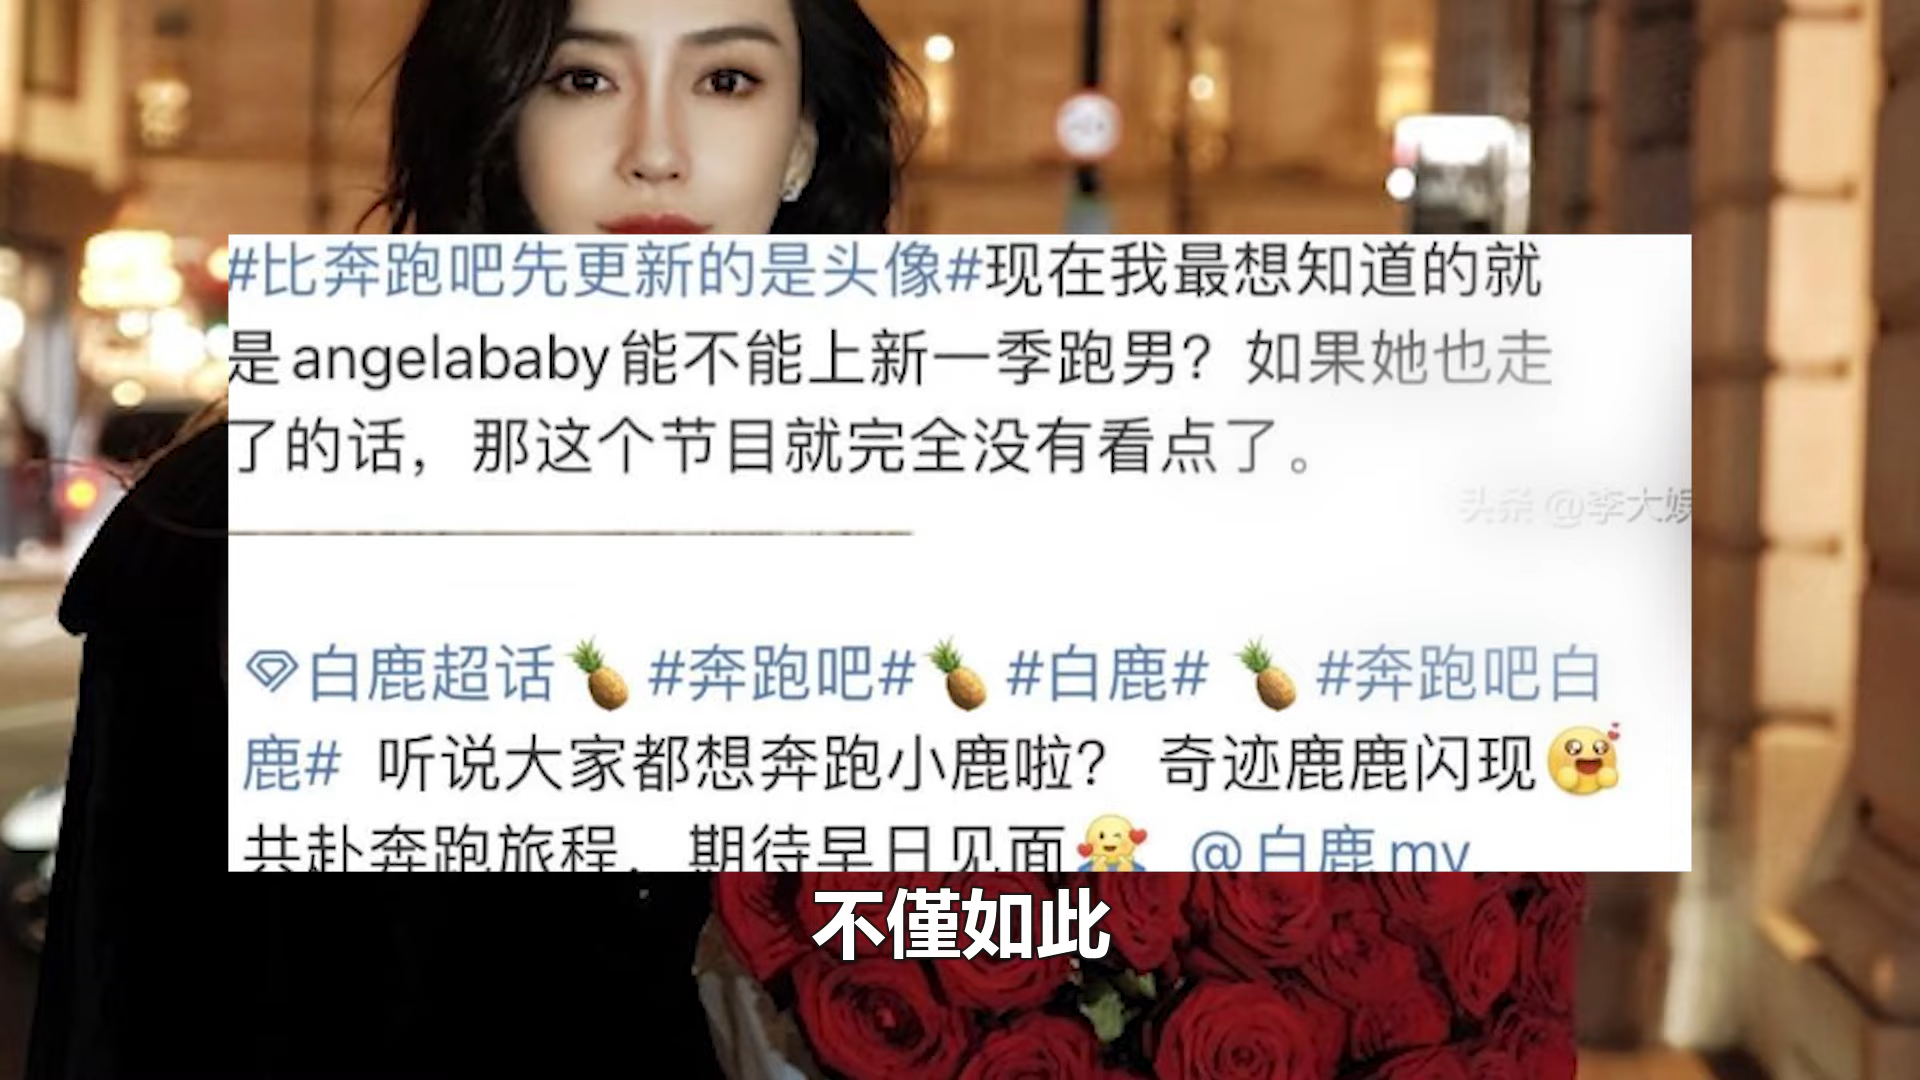 #比奔跑吧先更新的是头像#现在我最想知道的就
是angelababy能不能上新一季跑男？如果她也走
了的话，那这个节目就完全没有看点了。
头条 @李大娱
白鹿超话🍍#奔跑吧#🍍#白鹿# 🍍#奔跑吧白
鹿# 听说大家都想奔跑小鹿啦？ 奇迹鹿鹿闪现
共赴奔跑旅程，期待早日见面 @白鹿my
不僅如此